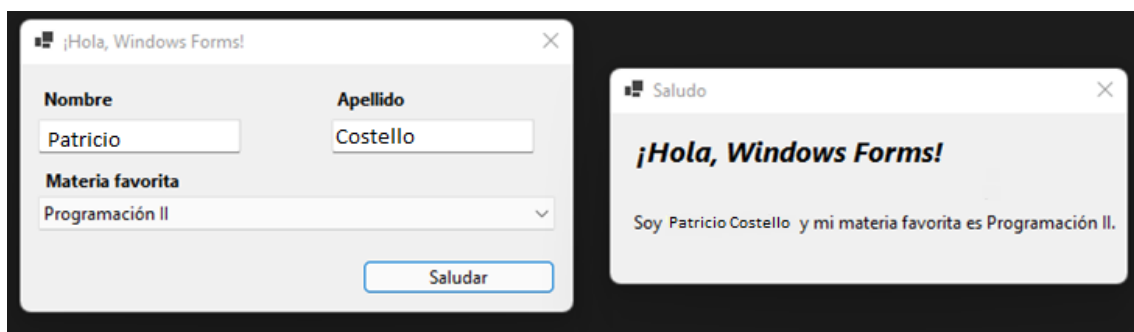 ¡Hola, Windows Forms!
Nombre Apellido
Patricio Costello
Materia favorita
Programación II
Saludar
Saludo
¡Hola, Windows Forms!
Soy Patricio Costello y mi materia favorita es Programación II.